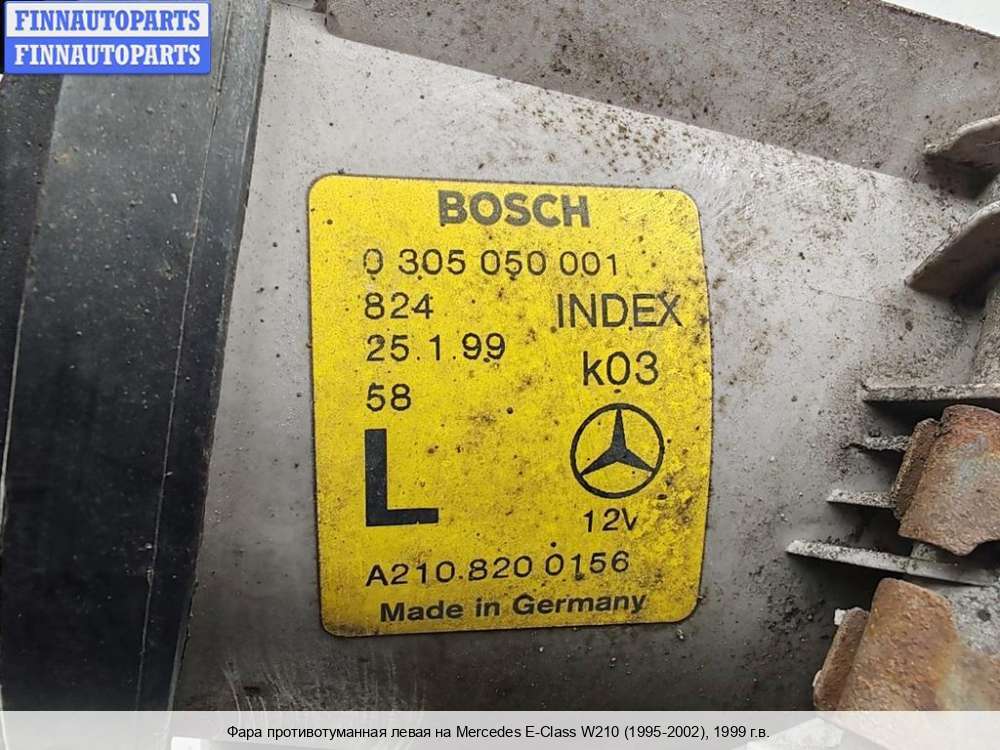 FINNAUTOPARTS
FINNAUTOPARTS
BOSCH
0 305 050 001
824 INDEX
25.1.99
k03
58
L
12V
A210.820 0156
Made in Germany
Фара противотуманная левая на Mercedes E-Class W210 (1995-2002), 1999 г.в.